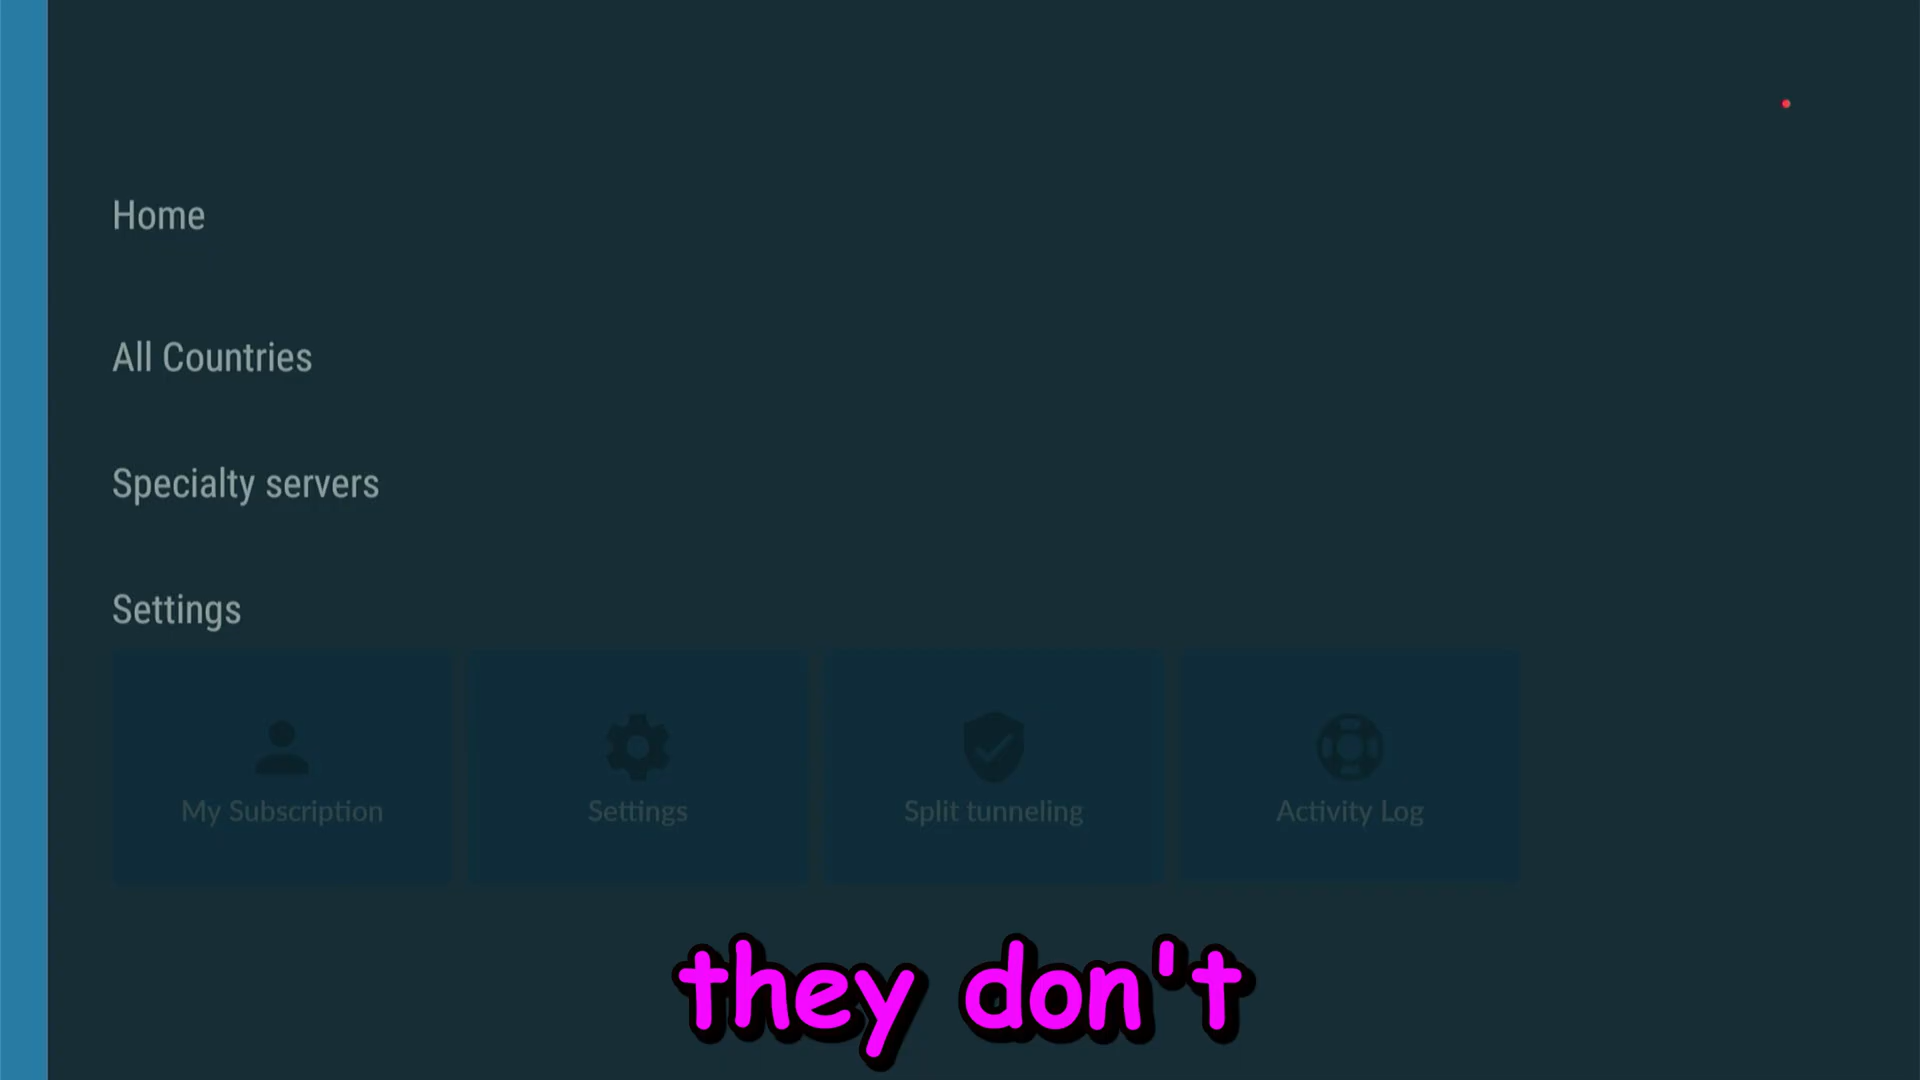 Home
All Countries
Specialty servers
Settings
My Subscription
Settings
Split tunneling
Activity Log
they don't